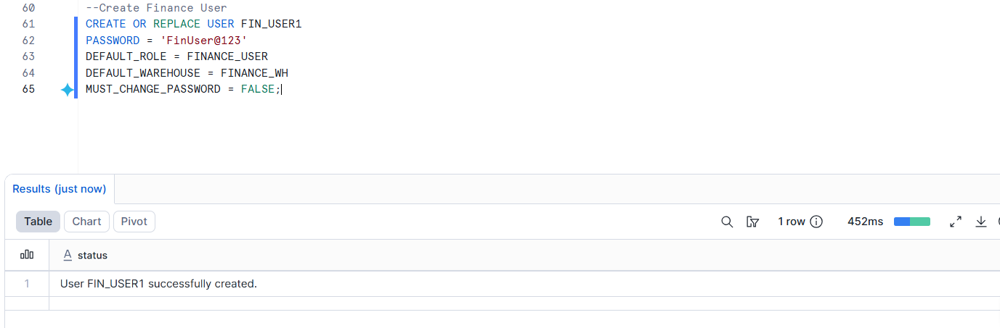 60 --Create Finance User
61 CREATE OR REPLACE USER FIN_USER1
62 PASSWORD = 'FinUser@123'
63 DEFAULT_ROLE = FINANCE_USER
64 DEFAULT_WAREHOUSE = FINANCE_WH
65 MUST_CHANGE_PASSWORD = FALSE;
Results (just now)
Table Chart Pivot 1 row 452ms
A status
1 User FIN_USER1 successfully created.